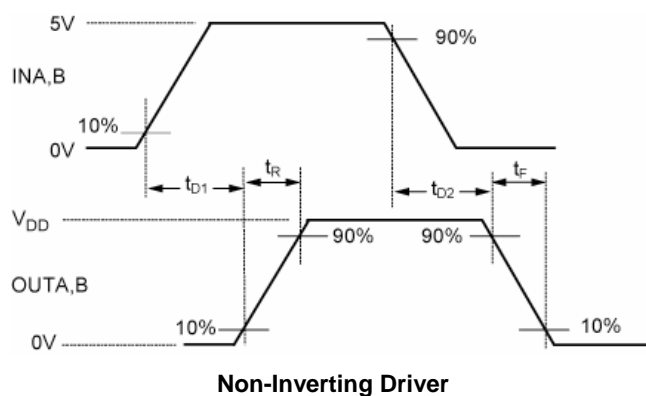 5V
90%
INA,B
10%
0V
tD1
tR
tD2
tF
VDD
90%
90%
OUTA,B
10%
10%
0V
Non-Inverting Driver